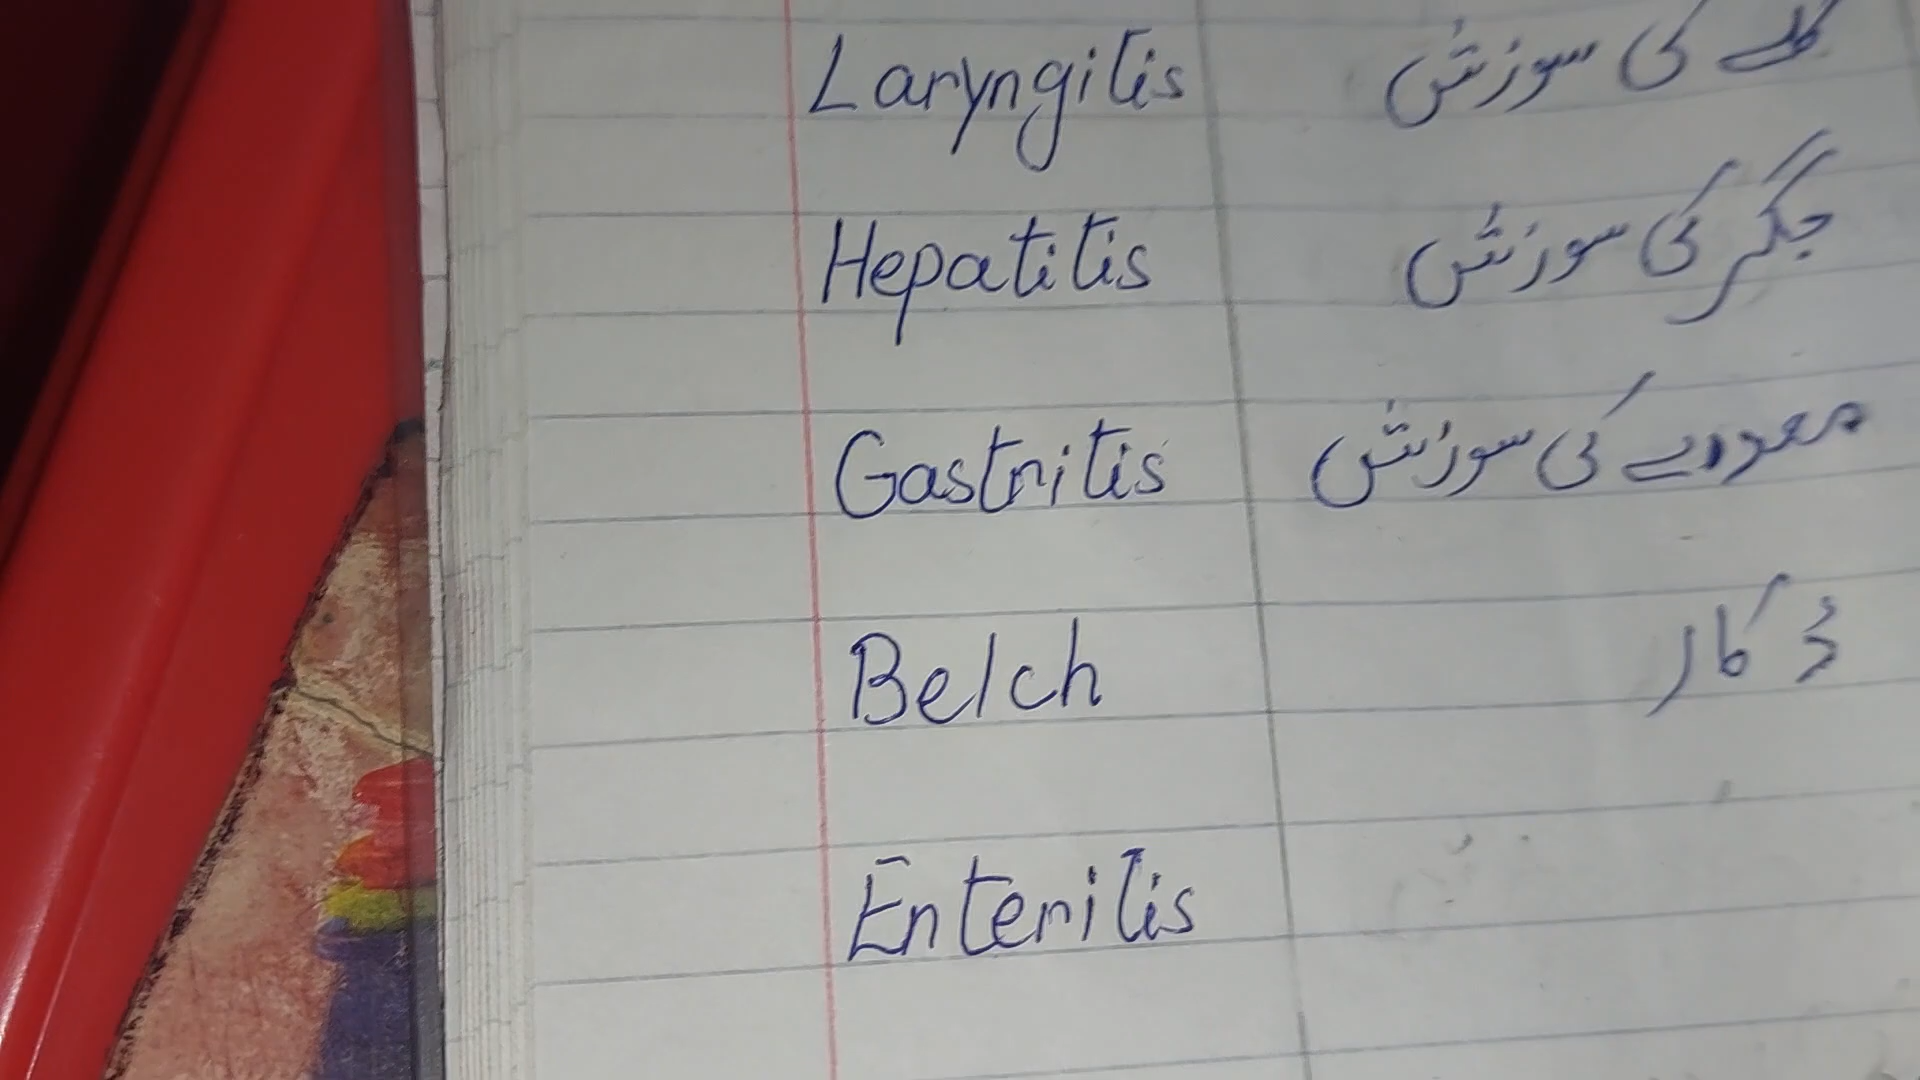 Laryngitis گلے کی سوزش
Hepatitis جگر کی سوزش
Gastritis معدے کی سوزش
Belch ڈکار
Enteritis